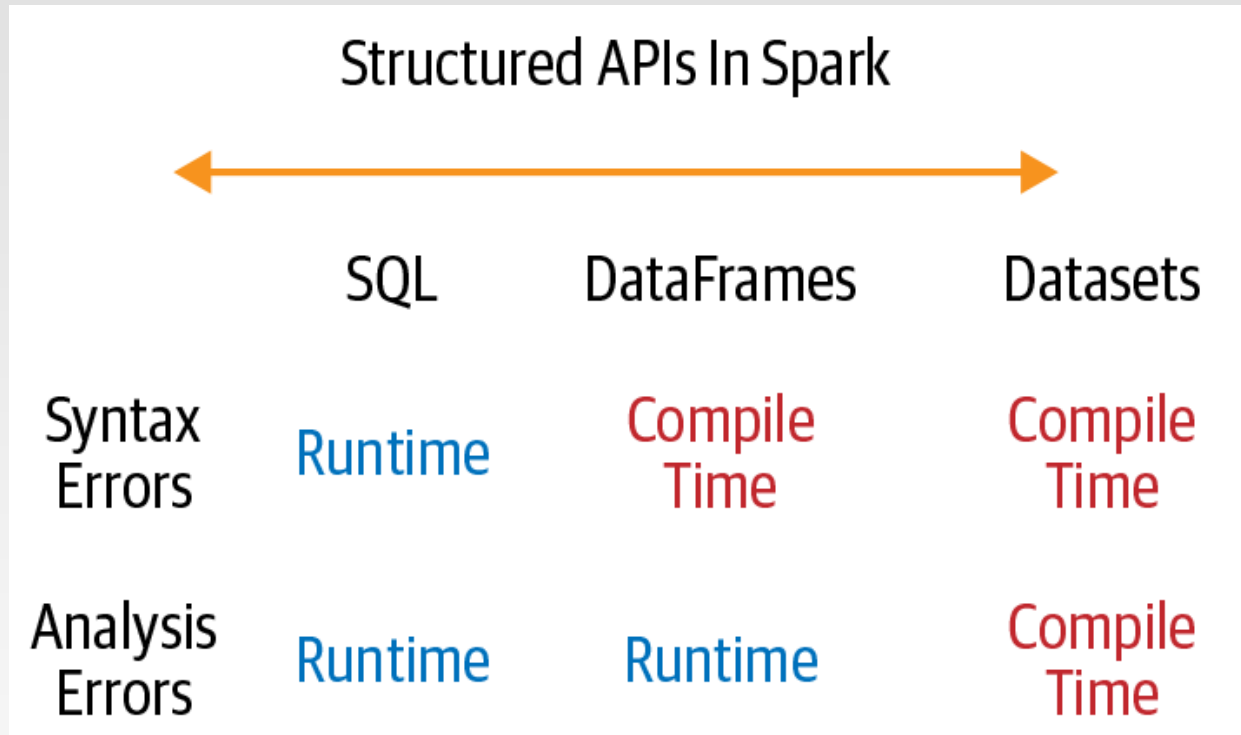 Structured APIs In Spark
SQL DataFrames Datasets
Syntax Errors Runtime Compile Time Compile Time
Analysis Errors Runtime Runtime Compile Time